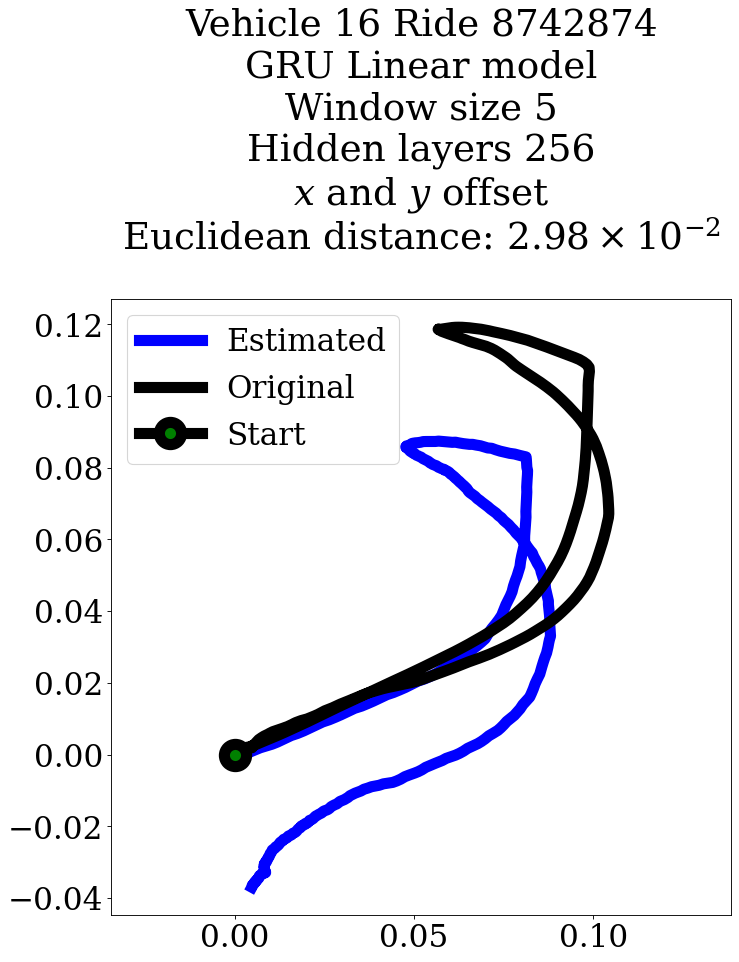 Vehicle 16 Ride 8742874
GRU Linear model
Window size 5
Hidden layers 256
x and y offset
Euclidean distance: 2.98 × 10⁻²
Estimated
Original
Start
0.12
0.10
0.08
0.06
0.04
0.02
0.00
−0.02
−0.04
0.00 0.05 0.10